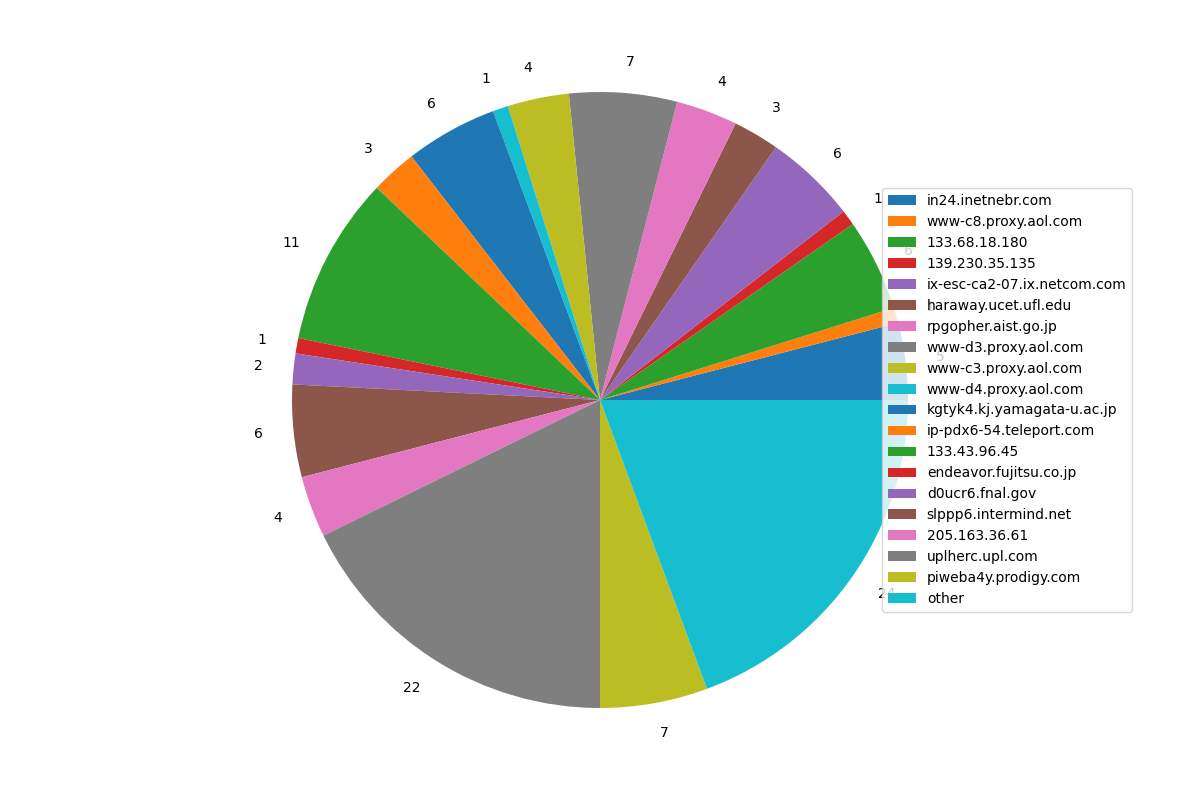 7
4
1
4
6
3
3
6
11
1
in24.inetnebr.com
www-c8.proxy.aol.com
133.68.18.180
6
139.230.35.135
ix-esc-ca2-07.ix.netcom.com
haraway.ucet.ufl.edu
rpgopher.aist.go.jp
1
www-d3.proxy.aol.com
5
2
www-c3.proxy.aol.com
www-d4.proxy.aol.com
kgtyk4.kj.yamagata-u.ac.jp
6
ip-pdx6-54.teleport.com
133.43.96.45
endeavor.fujitsu.co.jp
d0ucr6.fnal.gov
4
slppp6.intermind.net
205.163.36.61
uplherc.upl.com
piweba4y.prodigy.com
24
other
22
7